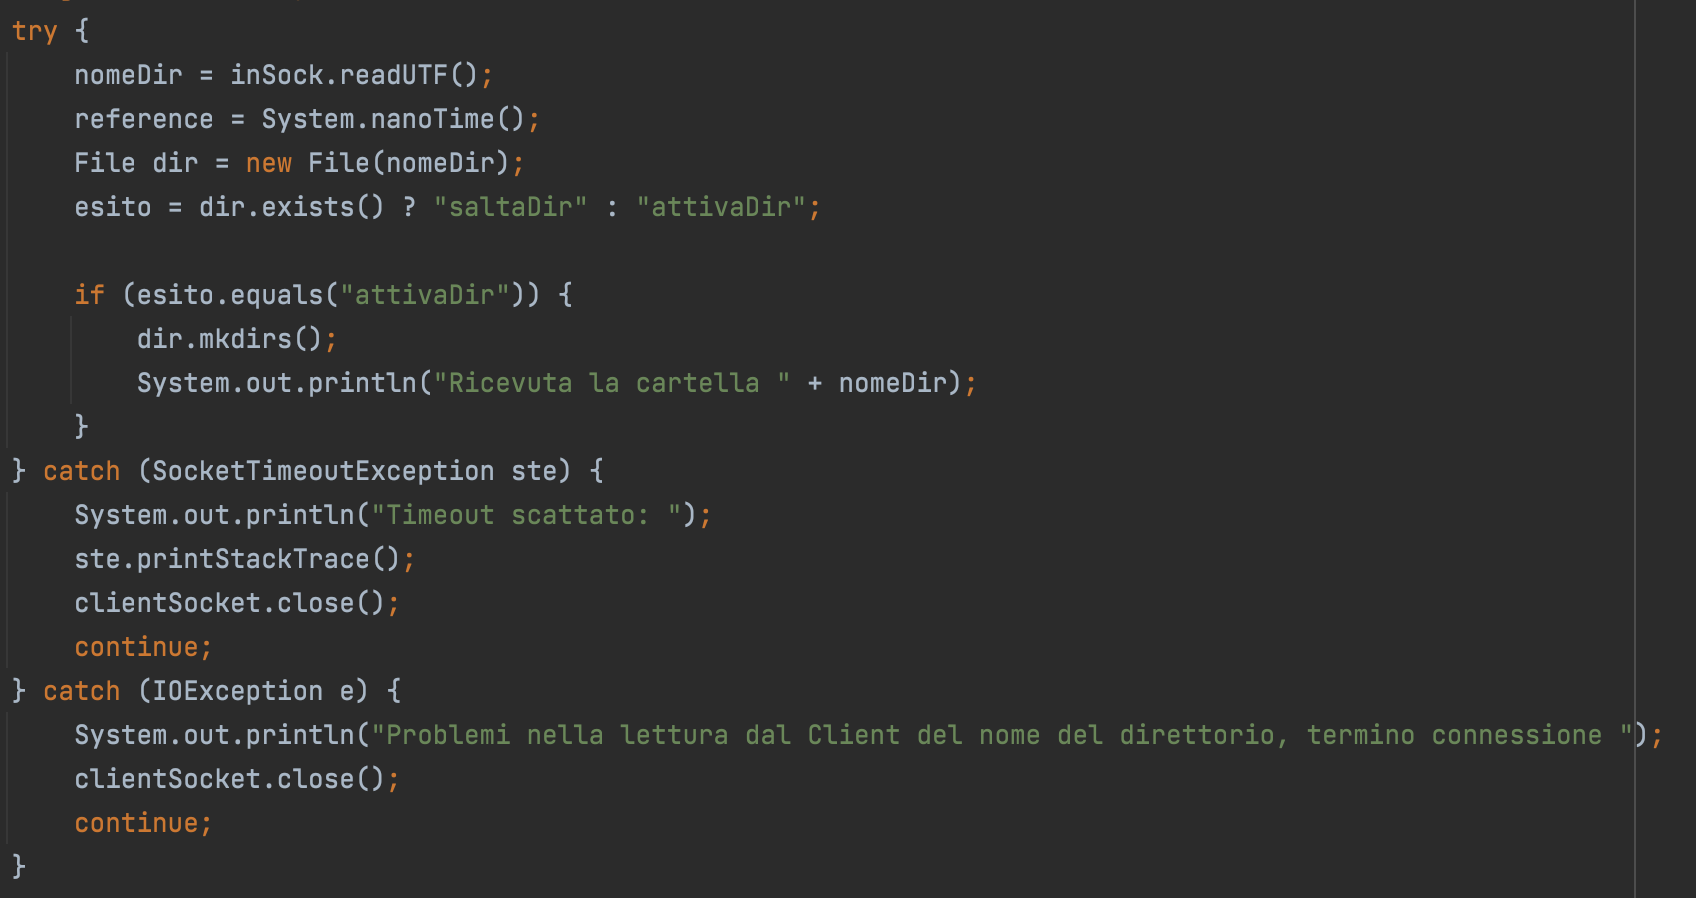 try {
    nomeDir = inSock.readUTF();
    reference = System.nanoTime();
    File dir = new File(nomeDir);
    esito = dir.exists() ? "saltaDir" : "attivaDir";

    if (esito.equals("attivaDir")) {
        dir.mkdirs();
        System.out.println("Ricevuta la cartella " + nomeDir);
    }
} catch (SocketTimeoutException ste) {
    System.out.println("Timeout scattato: ");
    ste.printStackTrace();
    clientSocket.close();
    continue;
} catch (IOException e) {
    System.out.println("Problemi nella lettura dal Client del nome del direttorio, termino connessione ");
    clientSocket.close();
    continue;
}